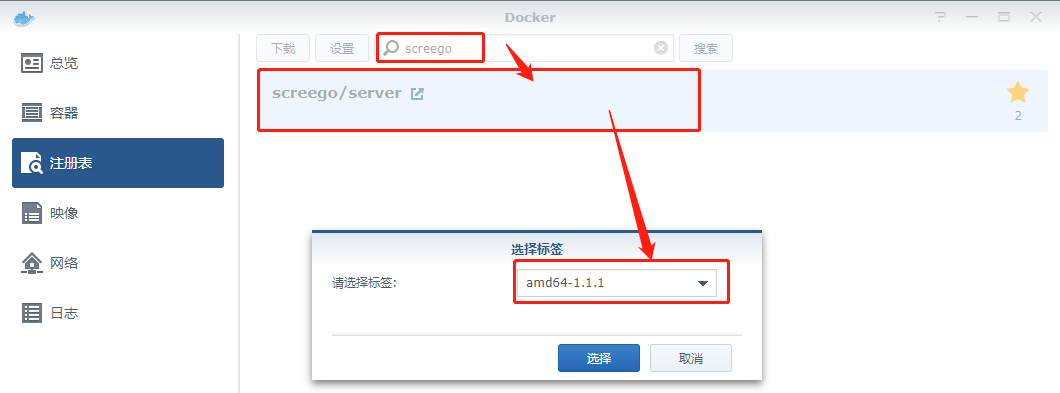 Docker
总览
容器
注册表
映像
网络
日志
下载 设置 screego 搜索
screego/server
2
选择标签
请选择标签:
amd64-1.1.1
选择 取消